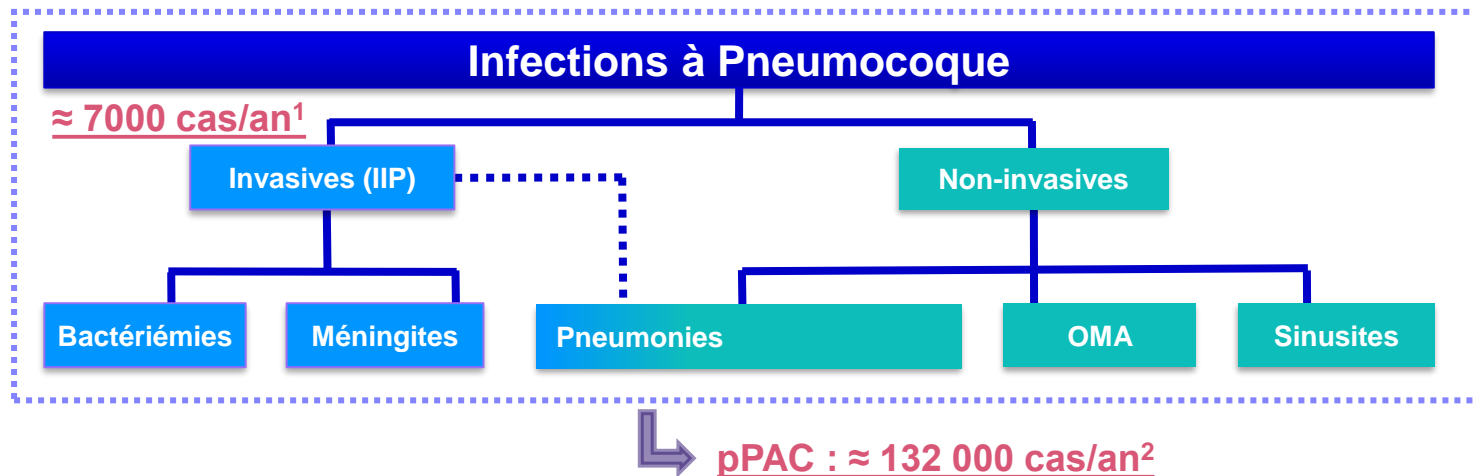 Infections à Pneumocoque
≈ 7000 cas/an¹
Invasives (IIP)
Non-invasives
Bactériémies
Méningites
Pneumonies
OMA
Sinusites
pPAC : ≈ 132 000 cas/an²